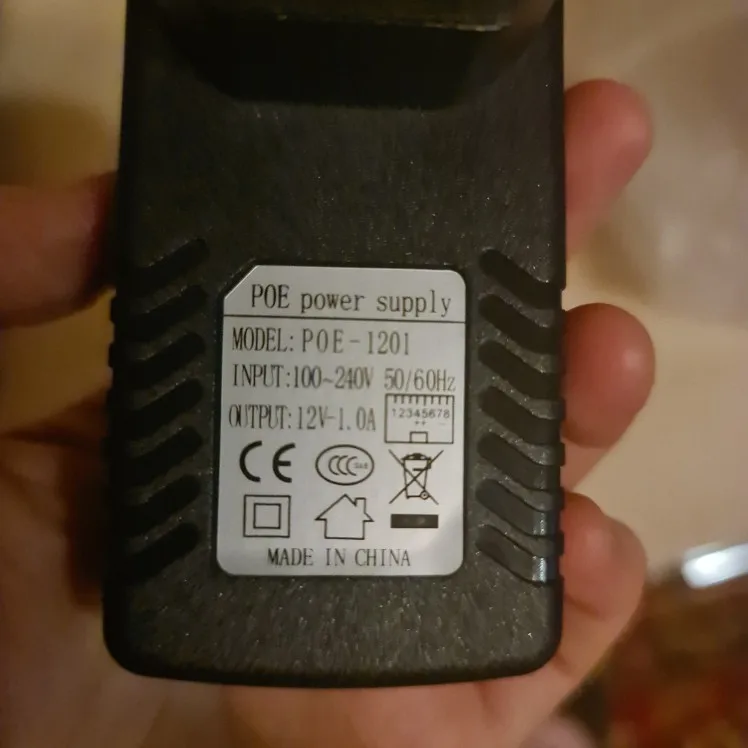 POE power supply
MODEL: POE-1201
INPUT:100~240V 50/60Hz
OUTPUT:12V-1.0A
12345678
++ -
CE CCC
MADE IN CHINA